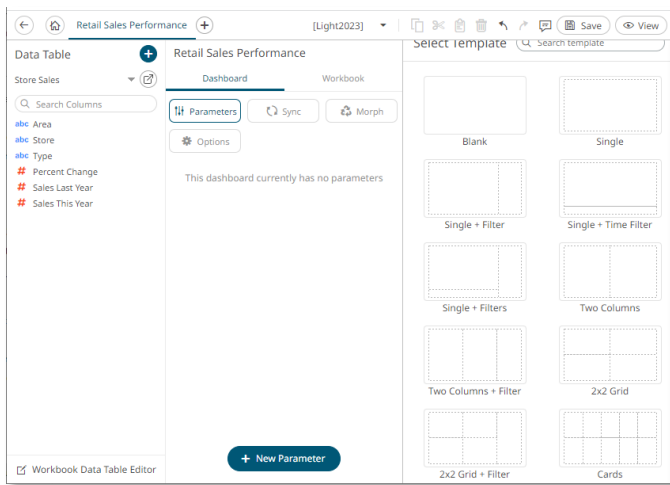 Retail Sales Performance
[Light2023]
Save
View
Data Table
Store Sales
Search Columns
abc Area
abc Store
abc Type
# Percent Change
# Sales Last Year
# Sales This Year
Workbook Data Table Editor
Retail Sales Performance
Dashboard Workbook
Parameters Sync Morph
Options
This dashboard currently has no parameters
+ New Parameter
Select Template
Search template
Blank Single
Single + Filter Single + Time Filter
Single + Filters Two Columns
Two Columns + Filter 2x2 Grid
2x2 Grid + Filter Cards